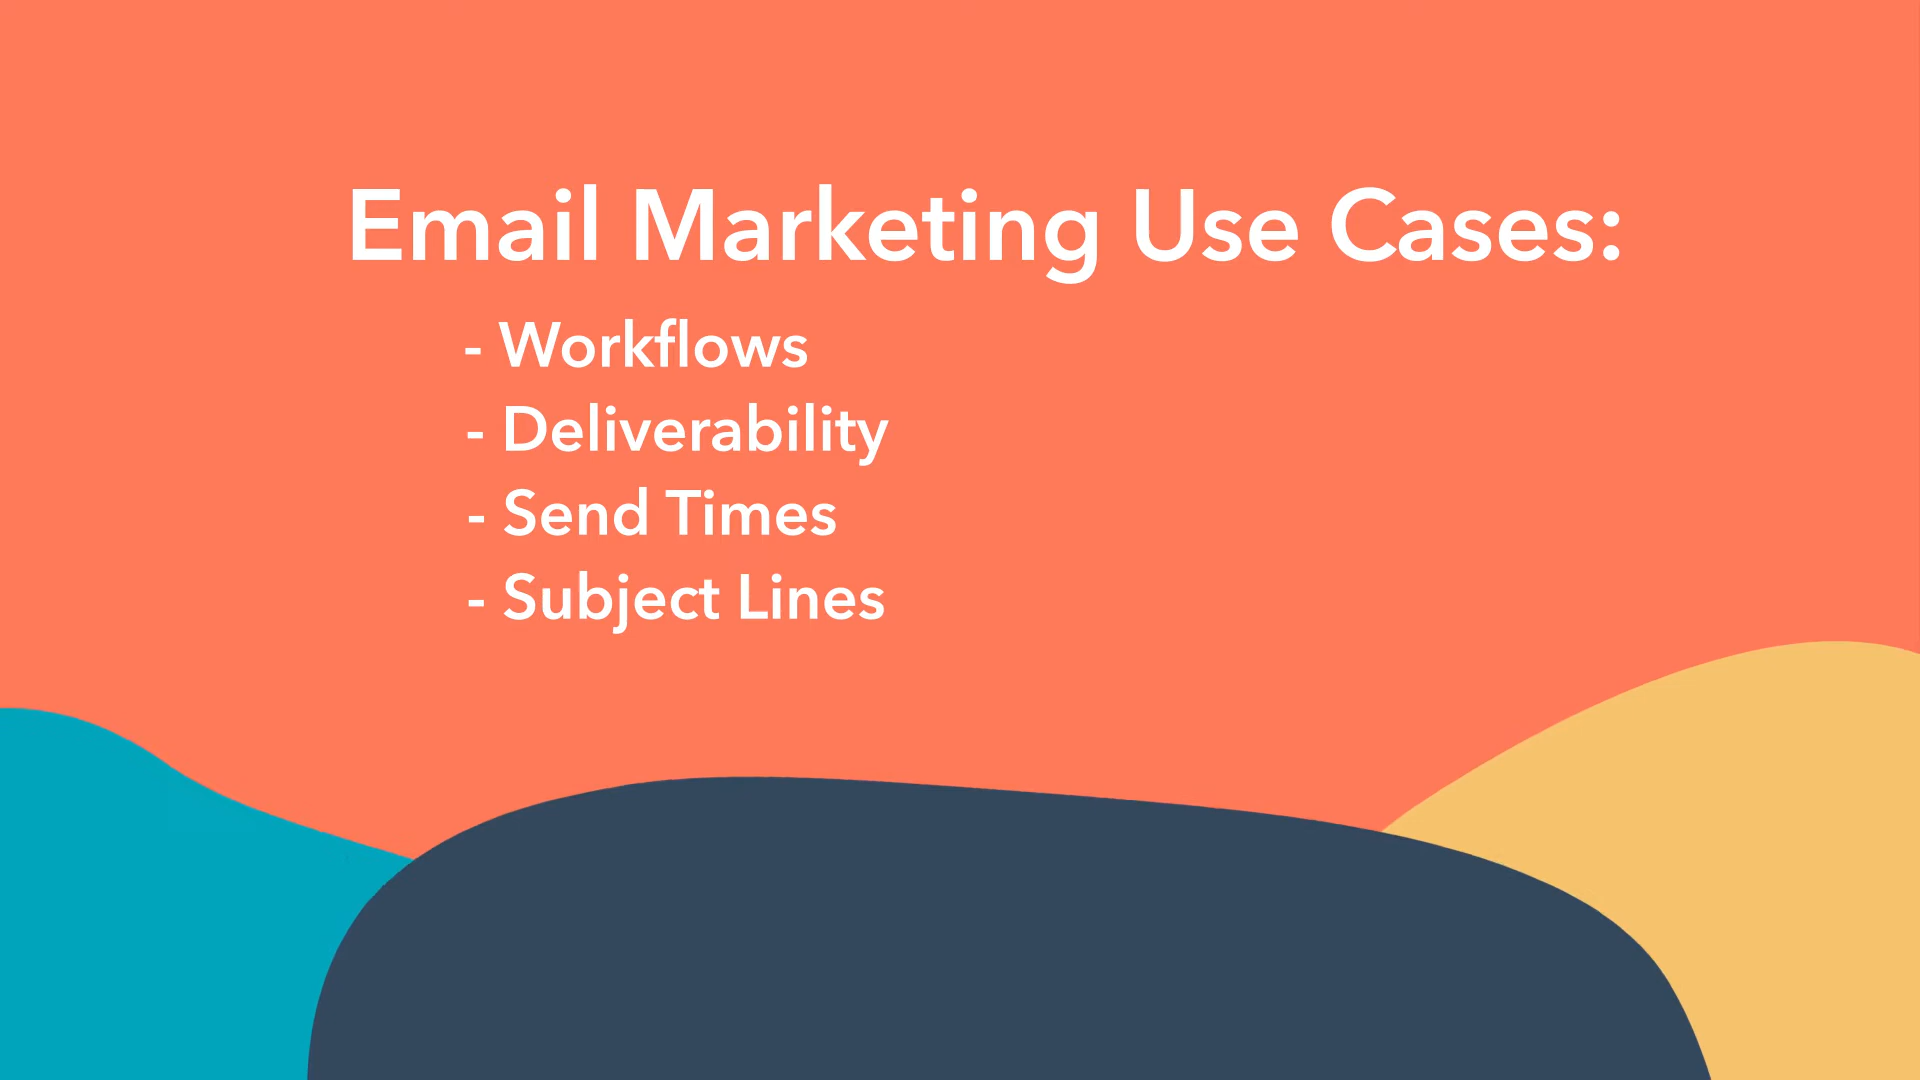 Email Marketing Use Cases:
- Workflows
- Deliverability
- Send Times
- Subject Lines